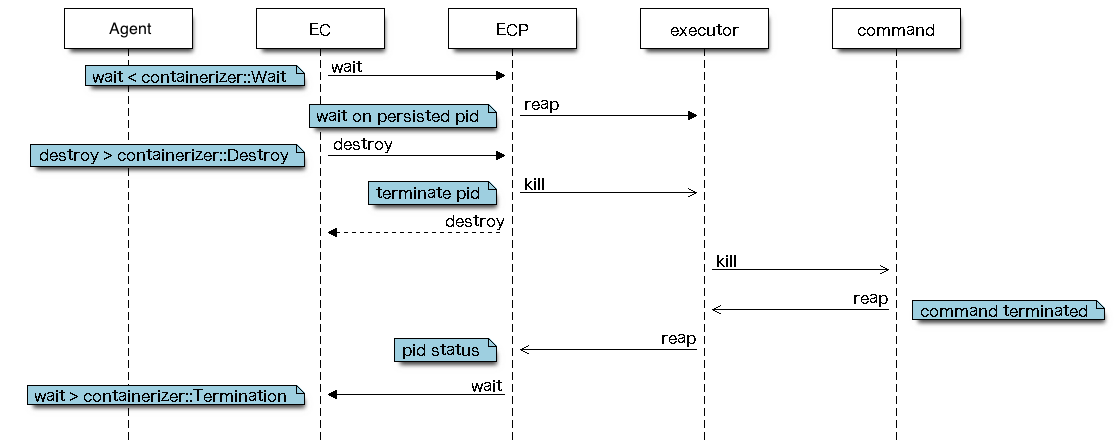 Agent
EC
ECP
executor
command
wait < containerizer::Wait
wait
wait on persisted pid
reap
destroy > containerizer::Destroy
destroy
terminate pid
kill
destroy
kill
reap
command terminated
pid status
reap
wait > containerizer::Termination
wait